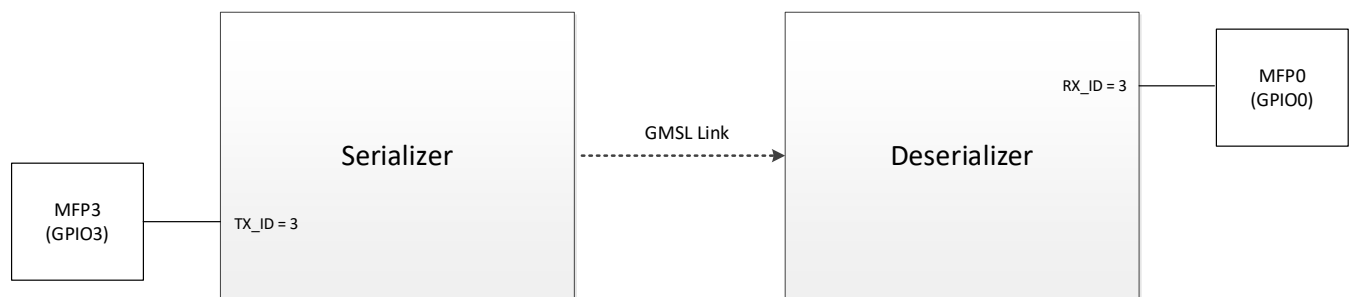 MFP3
(GPIO3)
TX_ID = 3
Serializer
GMSL Link
Deserializer
RX_ID = 3
MFP0
(GPIO0)